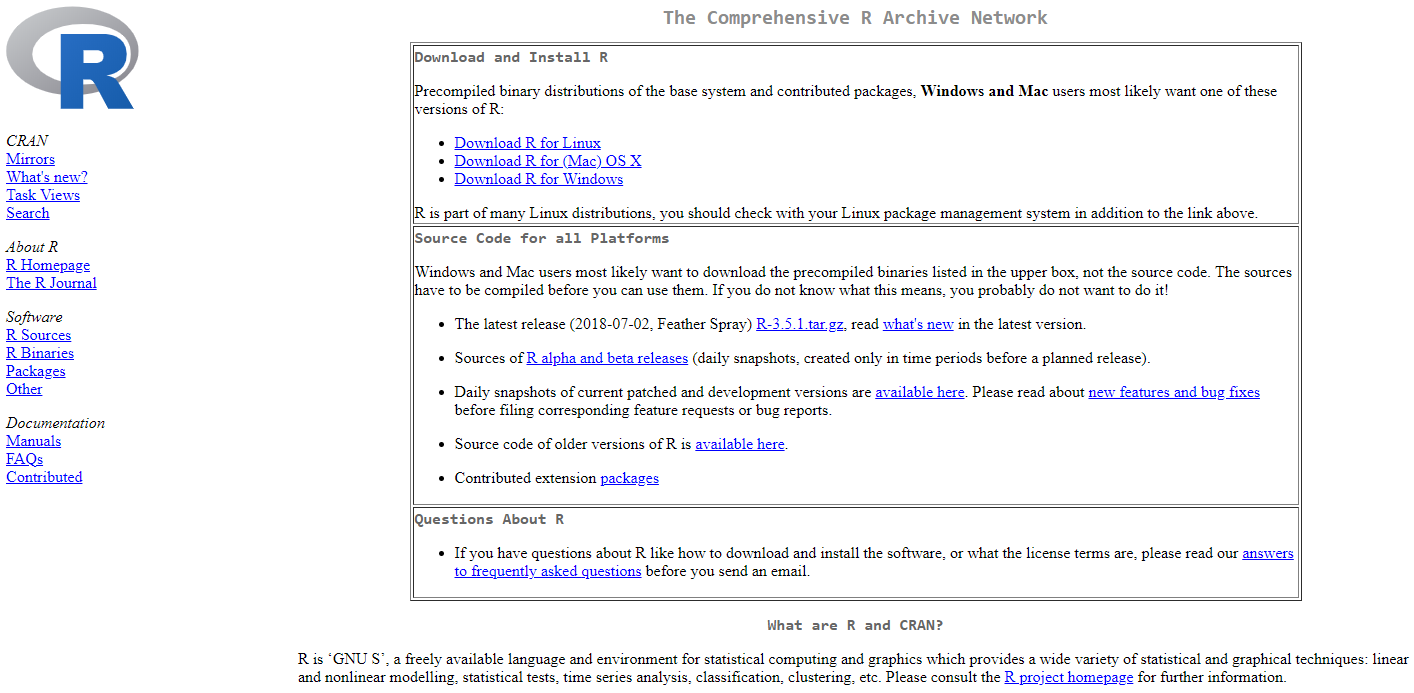 R
CRAN
Mirrors
What's new?
Task Views
Search
About R
R Homepage
The R Journal
Software
R Sources
R Binaries
Packages
Other
Documentation
Manuals
FAQs
Contributed
The Comprehensive R Archive Network
Download and Install R
Precompiled binary distributions of the base system and contributed packages, Windows and Mac users most likely want one of these
versions of R:
• Download R for Linux
• Download R for (Mac) OS X
• Download R for Windows
R is part of many Linux distributions, you should check with your Linux package management system in addition to the link above.
Source Code for all Platforms
Windows and Mac users most likely want to download the precompiled binaries listed in the upper box, not the source code. The sources
have to be compiled before you can use them. If you do not know what this means, you probably do not want to do it!
• The latest release (2018-07-02, Feather Spray) R-3.5.1.tar.gz, read what's new in the latest version.
• Sources of R alpha and beta releases (daily snapshots, created only in time periods before a planned release).
• Daily snapshots of current patched and development versions are available here. Please read about new features and bug fixes
before filing corresponding feature requests or bug reports.
• Source code of older versions of R is available here.
• Contributed extension packages
Questions About R
• If you have questions about R like how to download and install the software, or what the license terms are, please read our answers
to frequently asked questions before you send an email.
What are R and CRAN?
R is ‘GNU S’, a freely available language and environment for statistical computing and graphics which provides a wide variety of statistical and graphical techniques: linear
and nonlinear modelling, statistical tests, time series analysis, classification, clustering, etc. Please consult the R project homepage for further information.